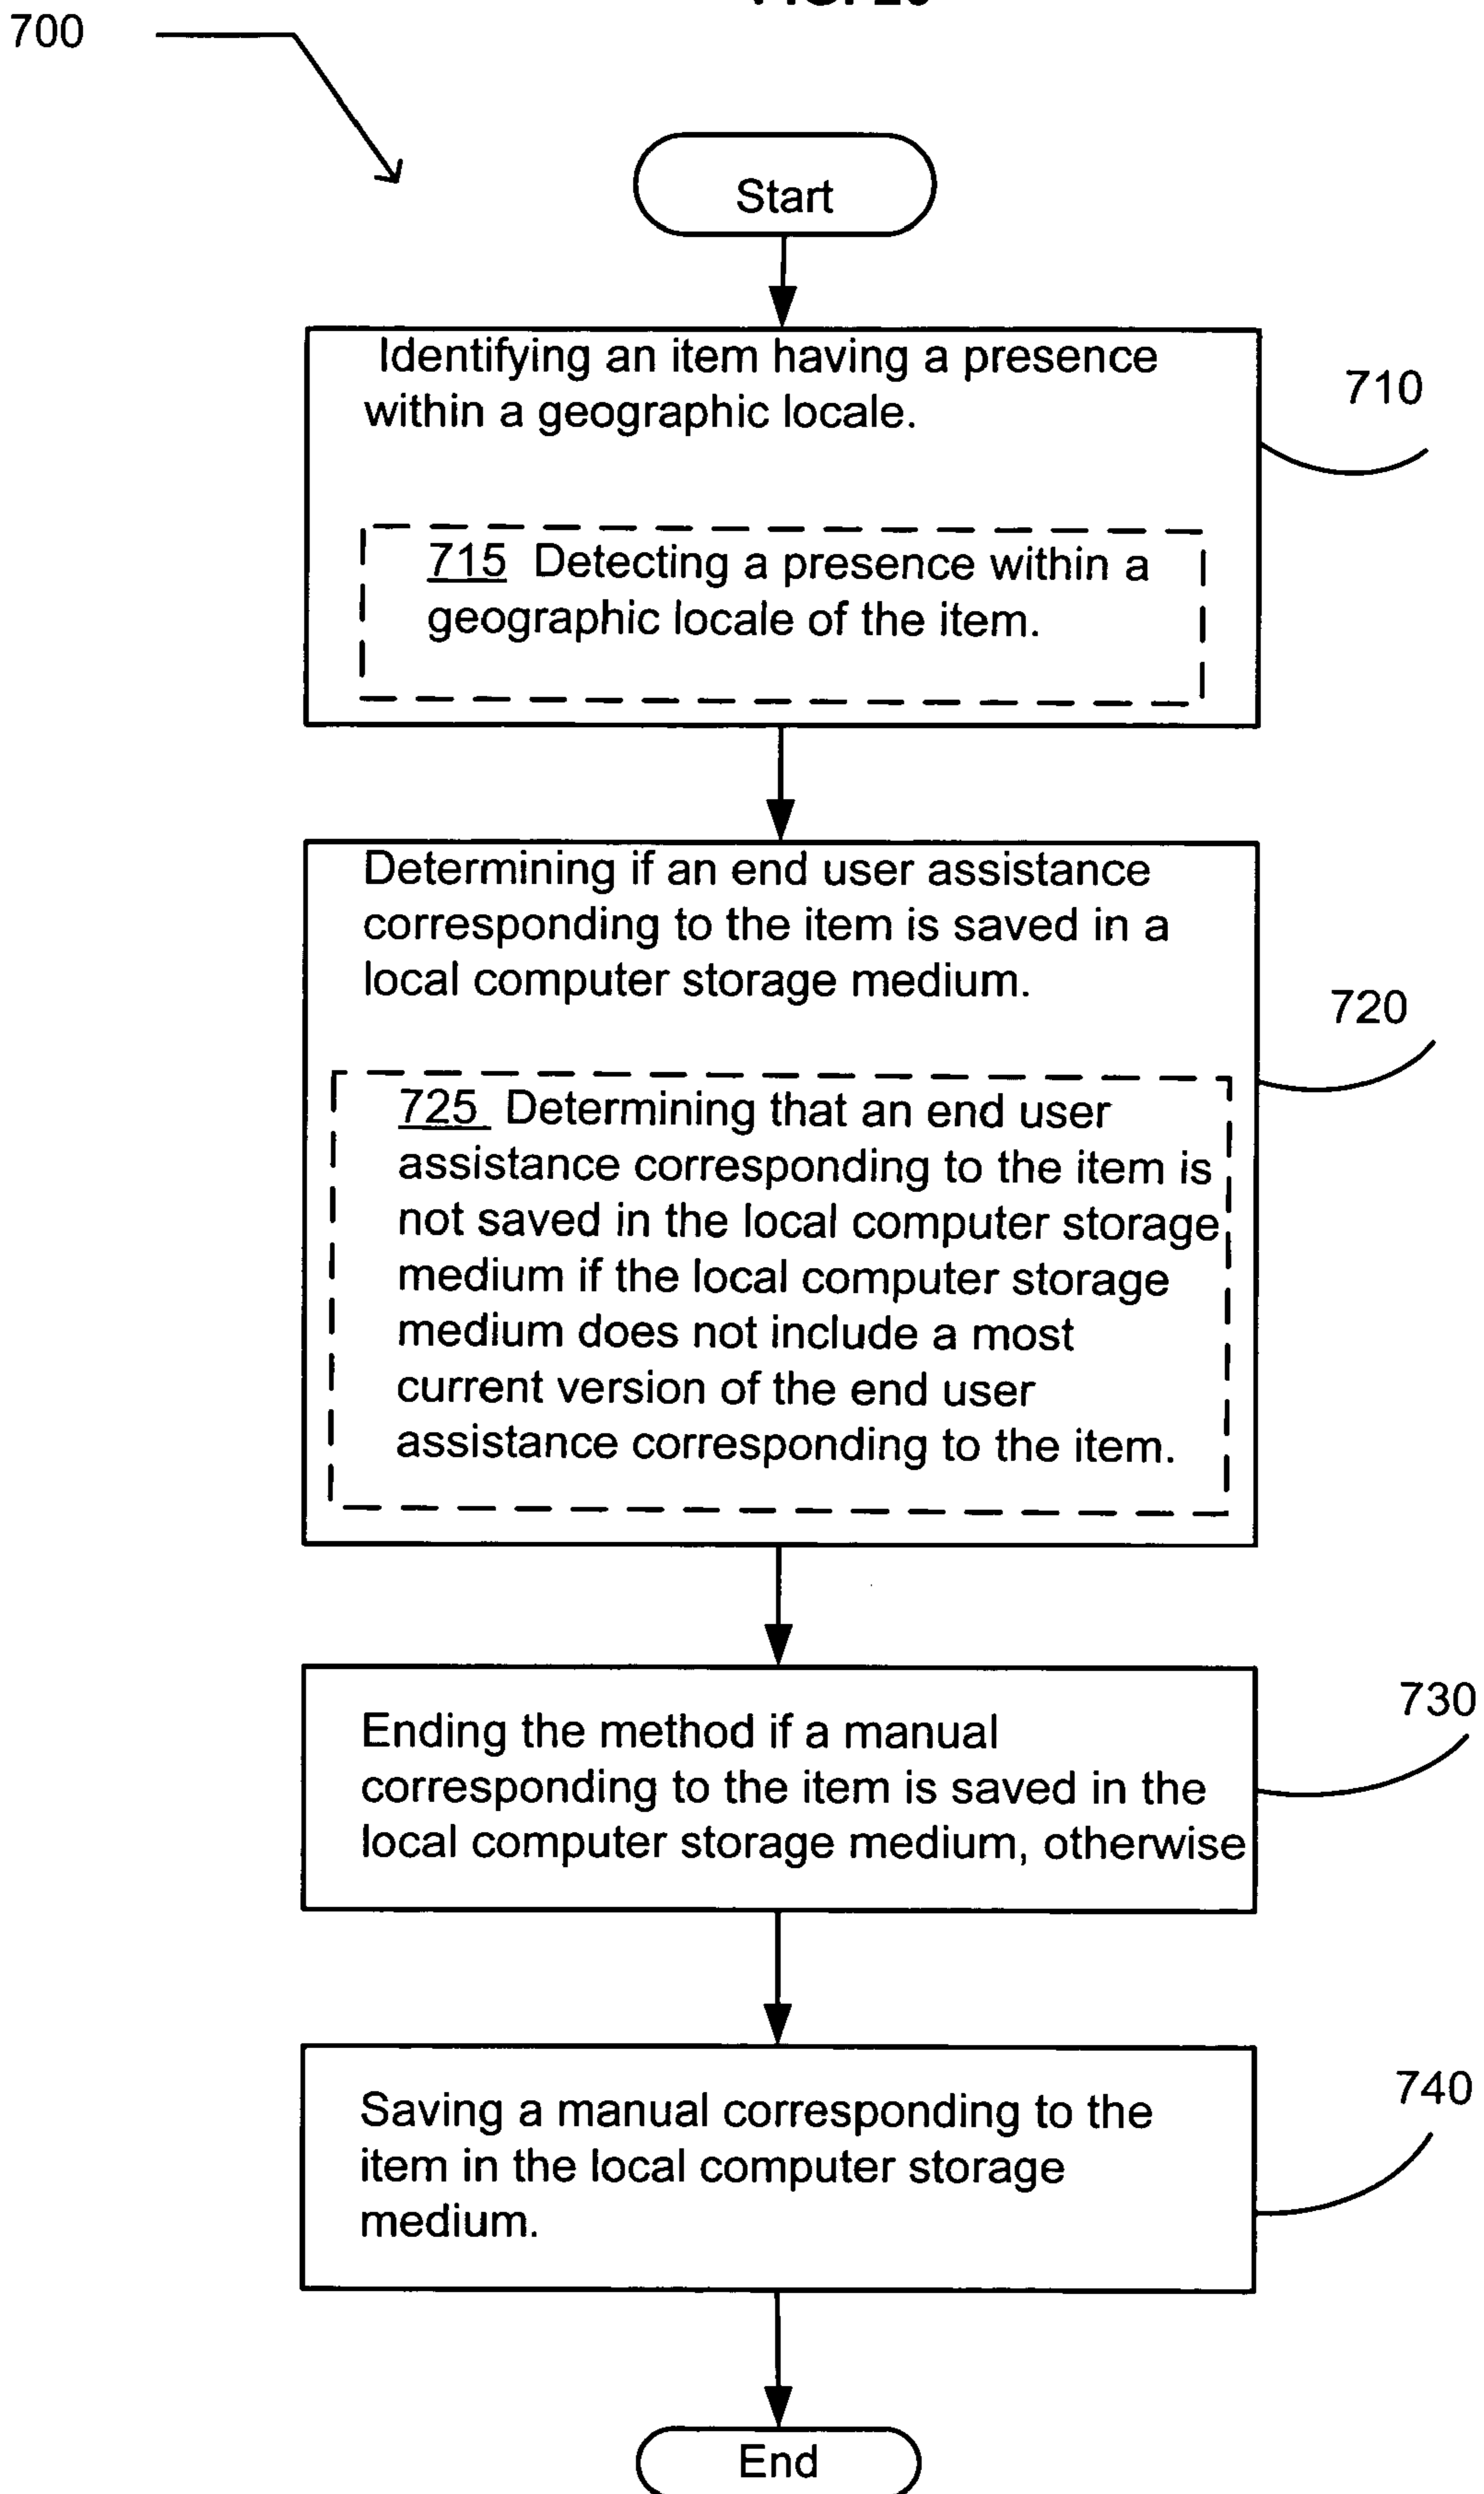 700
Start
Identifying an item having a presence
within a geographic locale.
710
715 Detecting a presence within a
geographic locale of the item.
Determining if an end user assistance
corresponding to the item is saved in a
local computer storage medium.
720
725 Determining that an end user
assistance corresponding to the item is
not saved in the local computer storage
medium if the local computer storage
medium does not include a most
current version of the end user
assistance corresponding to the item.
730
Ending the method if a manual
corresponding to the item is saved in the
local computer storage medium, otherwise
740
Saving a manual corresponding to the
item in the local computer storage
medium.
End